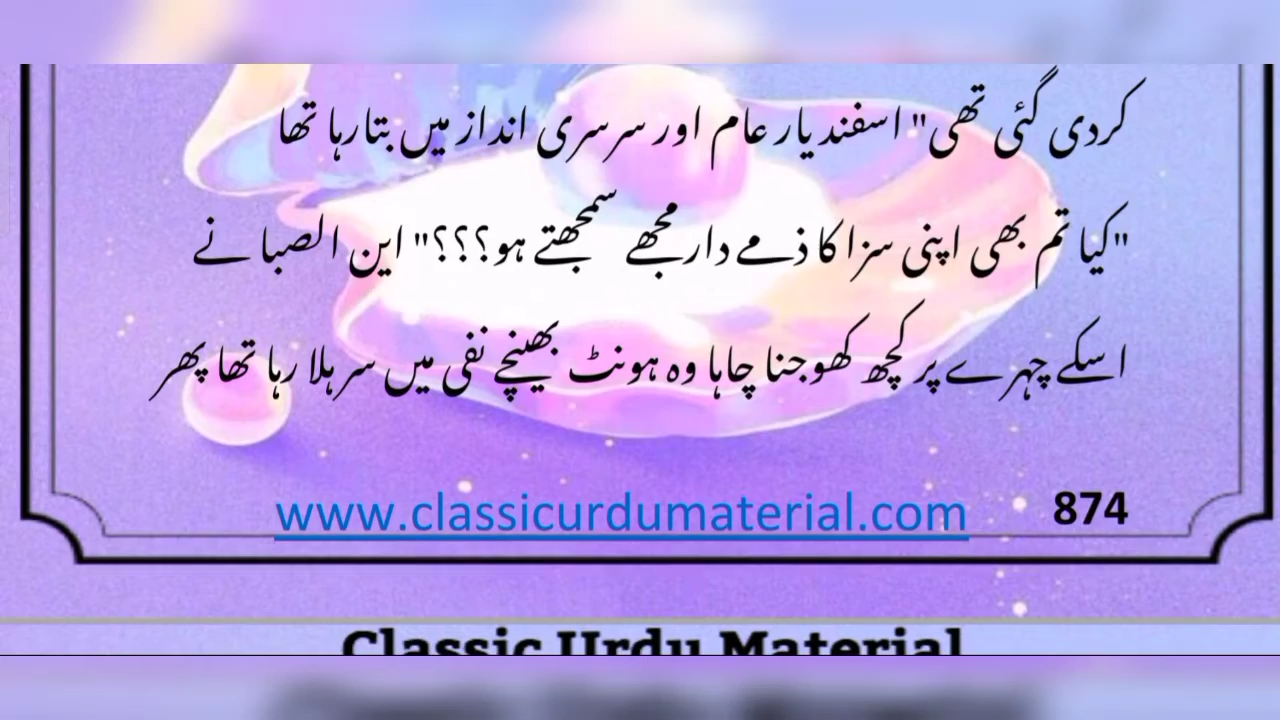 کردی گئی تھی" اسفندیار عام اور سرسری انداز میں بتا رہا تھا
"کیا تم بھی اپنی سزا کا ذمے دار مجھے سمجھتے ہو؟؟؟" این الصبا نے
اسکے چہرے پر کچھ کھوجنا چاہا وہ ہونٹ بھینچے نفی میں سر ہلا رہا تھا پھر
www.classicurdumaterial.com 874
Classic Urdu Material